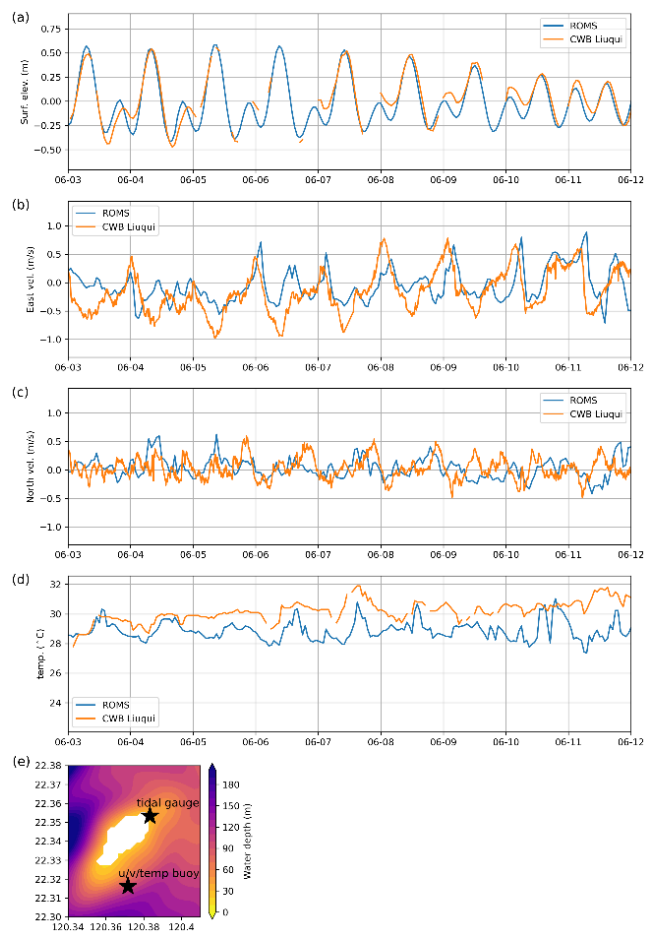 (a)
0.75
0.50
0.25
0.00
−0.25
−0.50
Surf. elev. (m)
ROMS
CWB Liuqui
06-03 06-04 06-05 06-06 06-07 06-08 06-09 06-10 06-11 06-12
(b)
1.0
0.5
0.0
−0.5
−1.0
East vel. (m/s)
ROMS
CWB Liuqui
06-03 06-04 06-05 06-06 06-07 06-08 06-09 06-10 06-11 06-12
(c)
1.0
0.5
0.0
−0.5
−1.0
North vel. (m/s)
ROMS
CWB Liuqui
06-03 06-04 06-05 06-06 06-07 06-08 06-09 06-10 06-11 06-12
(d)
32
30
28
26
24
22
temp. (°C)
ROMS
CWB Liuqui
06-03 06-04 06-05 06-06 06-07 06-08 06-09 06-10 06-11 06-12
(e)
22.38
22.37
22.36
22.35
22.34
22.33
22.32
22.31
22.30
tidal gauge
u/v/temp buoy
120.34 120.36 120.38 120.4
180
150
120
90
60
30
0
Water depth (m)